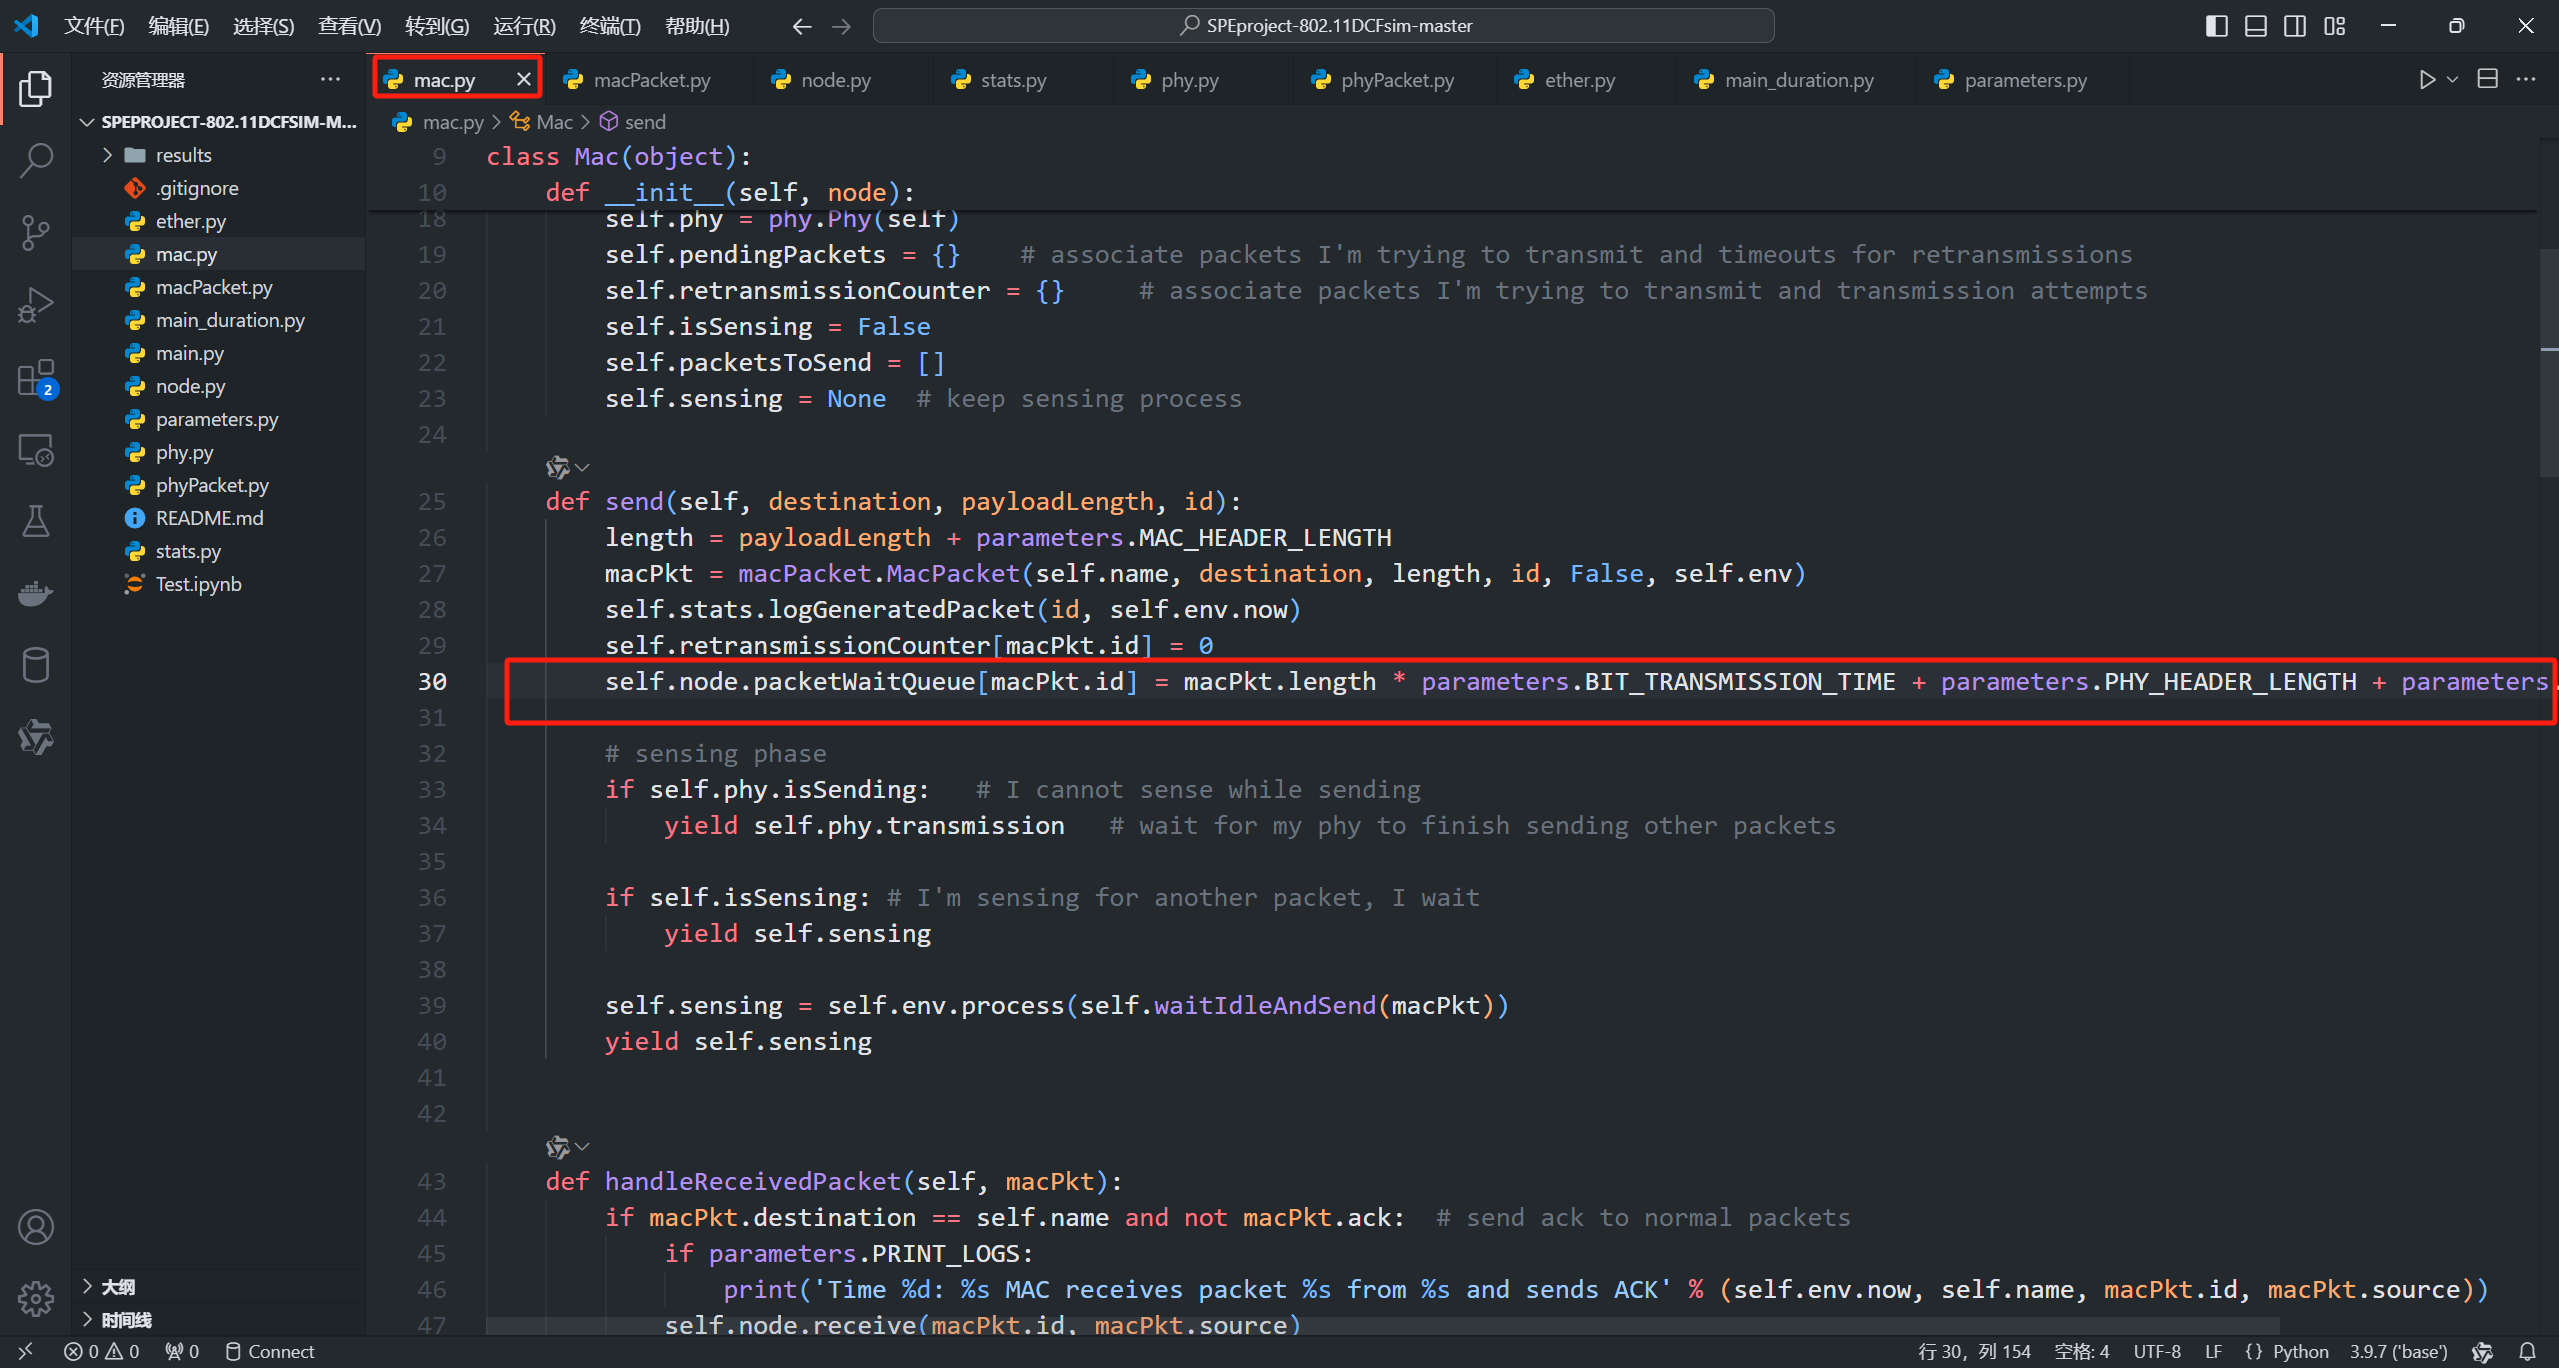 文件(F) 编辑(E) 选择(S) 查看(V) 转到(G) 运行(R) 终端(T) 帮助(H) SPEproject-802.11DCFsim-master
资源管理器
mac.py macPacket.py node.py stats.py phy.py phyPacket.py ether.py main_duration.py parameters.py
SPEPROJECT-802.11DCFSIM-M...
results
.gitignore
ether.py
mac.py
macPacket.py
main_duration.py
main.py
node.py
parameters.py
phy.py
phyPacket.py
README.md
stats.py
Test.ipynb
2
大纲
时间线
mac.py > Mac > send
9 class Mac(object):
10 def __init__(self, node):
18 self.phy = phy.Phy(self)
19 self.pendingPackets = {} # associate packets I'm trying to transmit and timeouts for retransmissions
20 self.retransmissionCounter = {} # associate packets I'm trying to transmit and transmission attempts
21 self.isSensing = False
22 self.packetsToSend = []
23 self.sensing = None # keep sensing process
24
25 def send(self, destination, payloadLength, id):
26 length = payloadLength + parameters.MAC_HEADER_LENGTH
27 macPkt = macPacket.MacPacket(self.name, destination, length, id, False, self.env)
28 self.stats.logGeneratedPacket(id, self.env.now)
29 self.retransmissionCounter[macPkt.id] = 0
30 self.node.packetWaitQueue[macPkt.id] = macPkt.length * parameters.BIT_TRANSMISSION_TIME + parameters.PHY_HEADER_LENGTH + parameters.
31
32 # sensing phase
33 if self.phy.isSending: # I cannot sense while sending
34 yield self.phy.transmission # wait for my phy to finish sending other packets
35
36 if self.isSensing: # I'm sensing for another packet, I wait
37 yield self.sensing
38
39 self.sensing = self.env.process(self.waitIdleAndSend(macPkt))
40 yield self.sensing
41
42
43 def handleReceivedPacket(self, macPkt):
44 if macPkt.destination == self.name and not macPkt.ack: # send ack to normal packets
45 if parameters.PRINT_LOGS:
46 print('Time %d: %s MAC receives packet %s from %s and sends ACK' % (self.env.now, self.name, macPkt.id, macPkt.source))
47 self.node.receive(macPkt.id, macPkt.source)
0 0 0 Connect 行 30，列 154 空格: 4 UTF-8 LF {} Python 3.9.7 ('base')